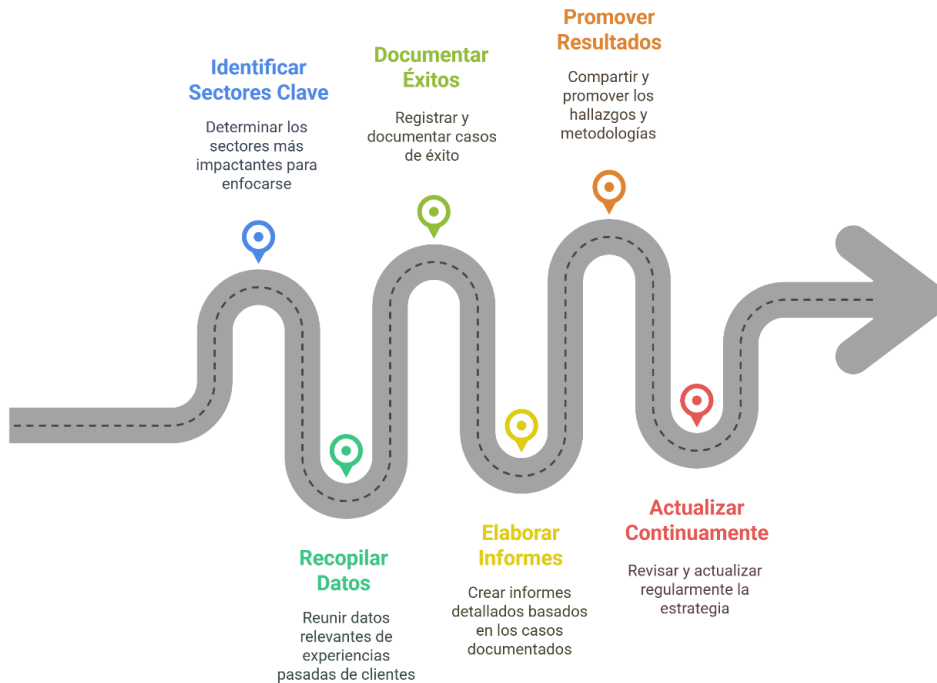 Identificar
Sectores Clave
Determinar los
sectores más
impactantes para
enfocarse
Recopilar
Datos
Reunir datos
relevantes de
experiencias
pasadas de clientes
Documentar
Éxitos
Registrar y
documentar casos
de éxito
Elaborar
Informes
Crear informes
detallados basados
en los casos
documentados
Promover
Resultados
Compartir y
promover los
hallazgos y
metodologías
Actualizar
Continuamente
Revisar y actualizar
regularmente la
estrategia